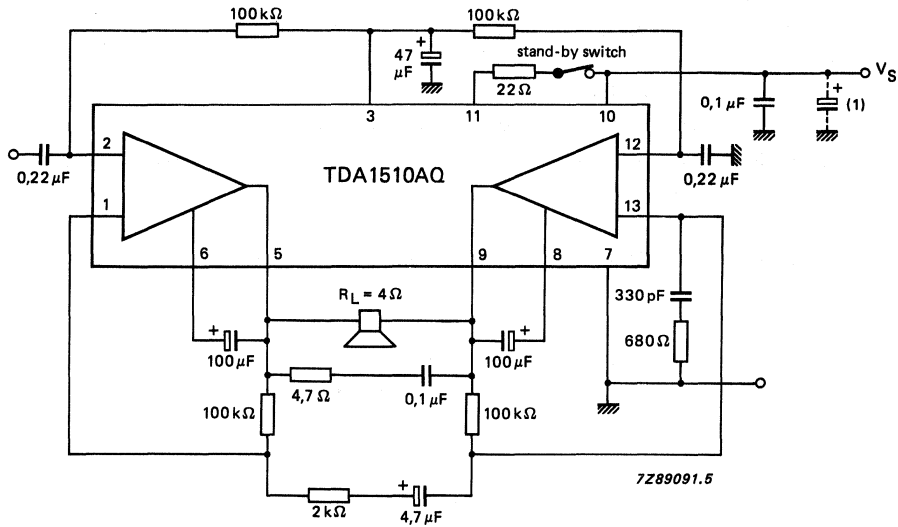 100 kΩ
100 kΩ
+
47
μF
stand-by switch
22 Ω
V_S
0,1 μF
+
(1)
3
11
10
2
12
0,22 μF
TDA1510AQ
0,22 μF
1
13
6
5
9
8
7
R_L = 4 Ω
330 pF
+
+
680 Ω
100 μF
100 μF
4,7 Ω
0,1 μF
100 kΩ
100 kΩ
+
2 kΩ
4,7 μF
7Z89091.5